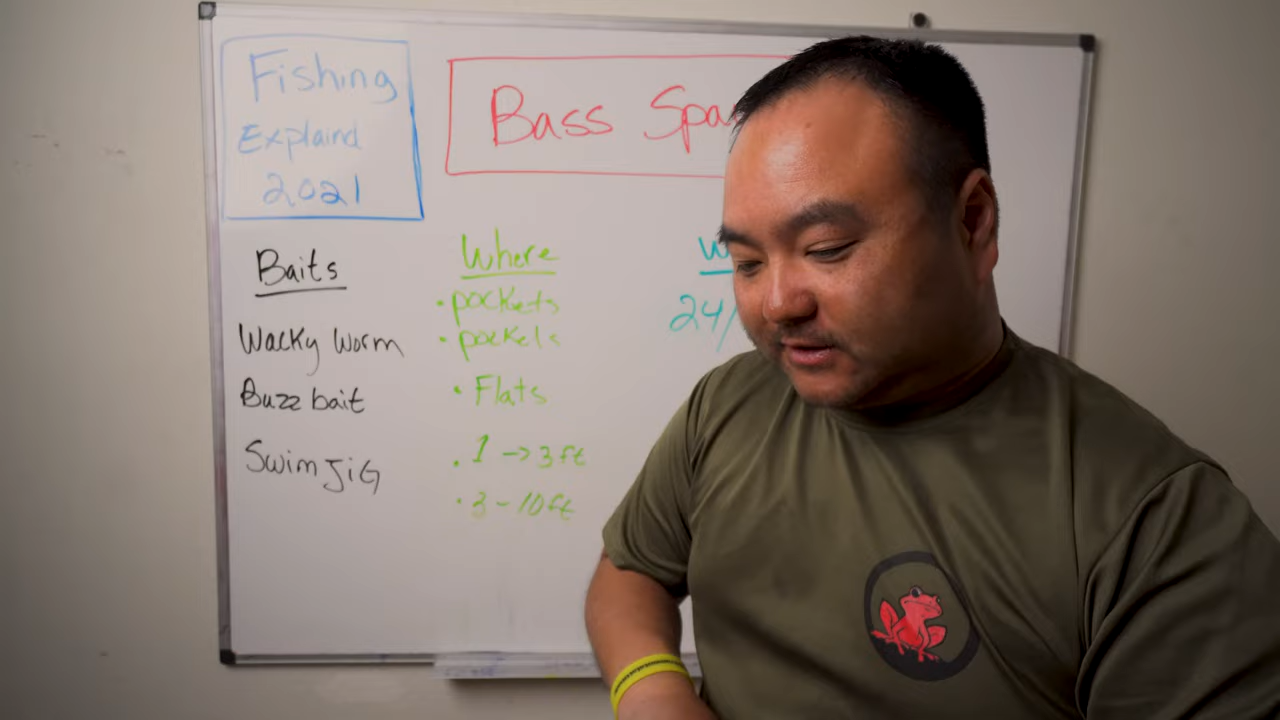 Fishing
Explaind
2021
Bass Spa
Baits
Wacky Worm
Buzz bait
Swim JiG
Where
• pockets
• pockets
• Flats
• 1 -> 3 ft
• 3 - 10 ft
W
24/